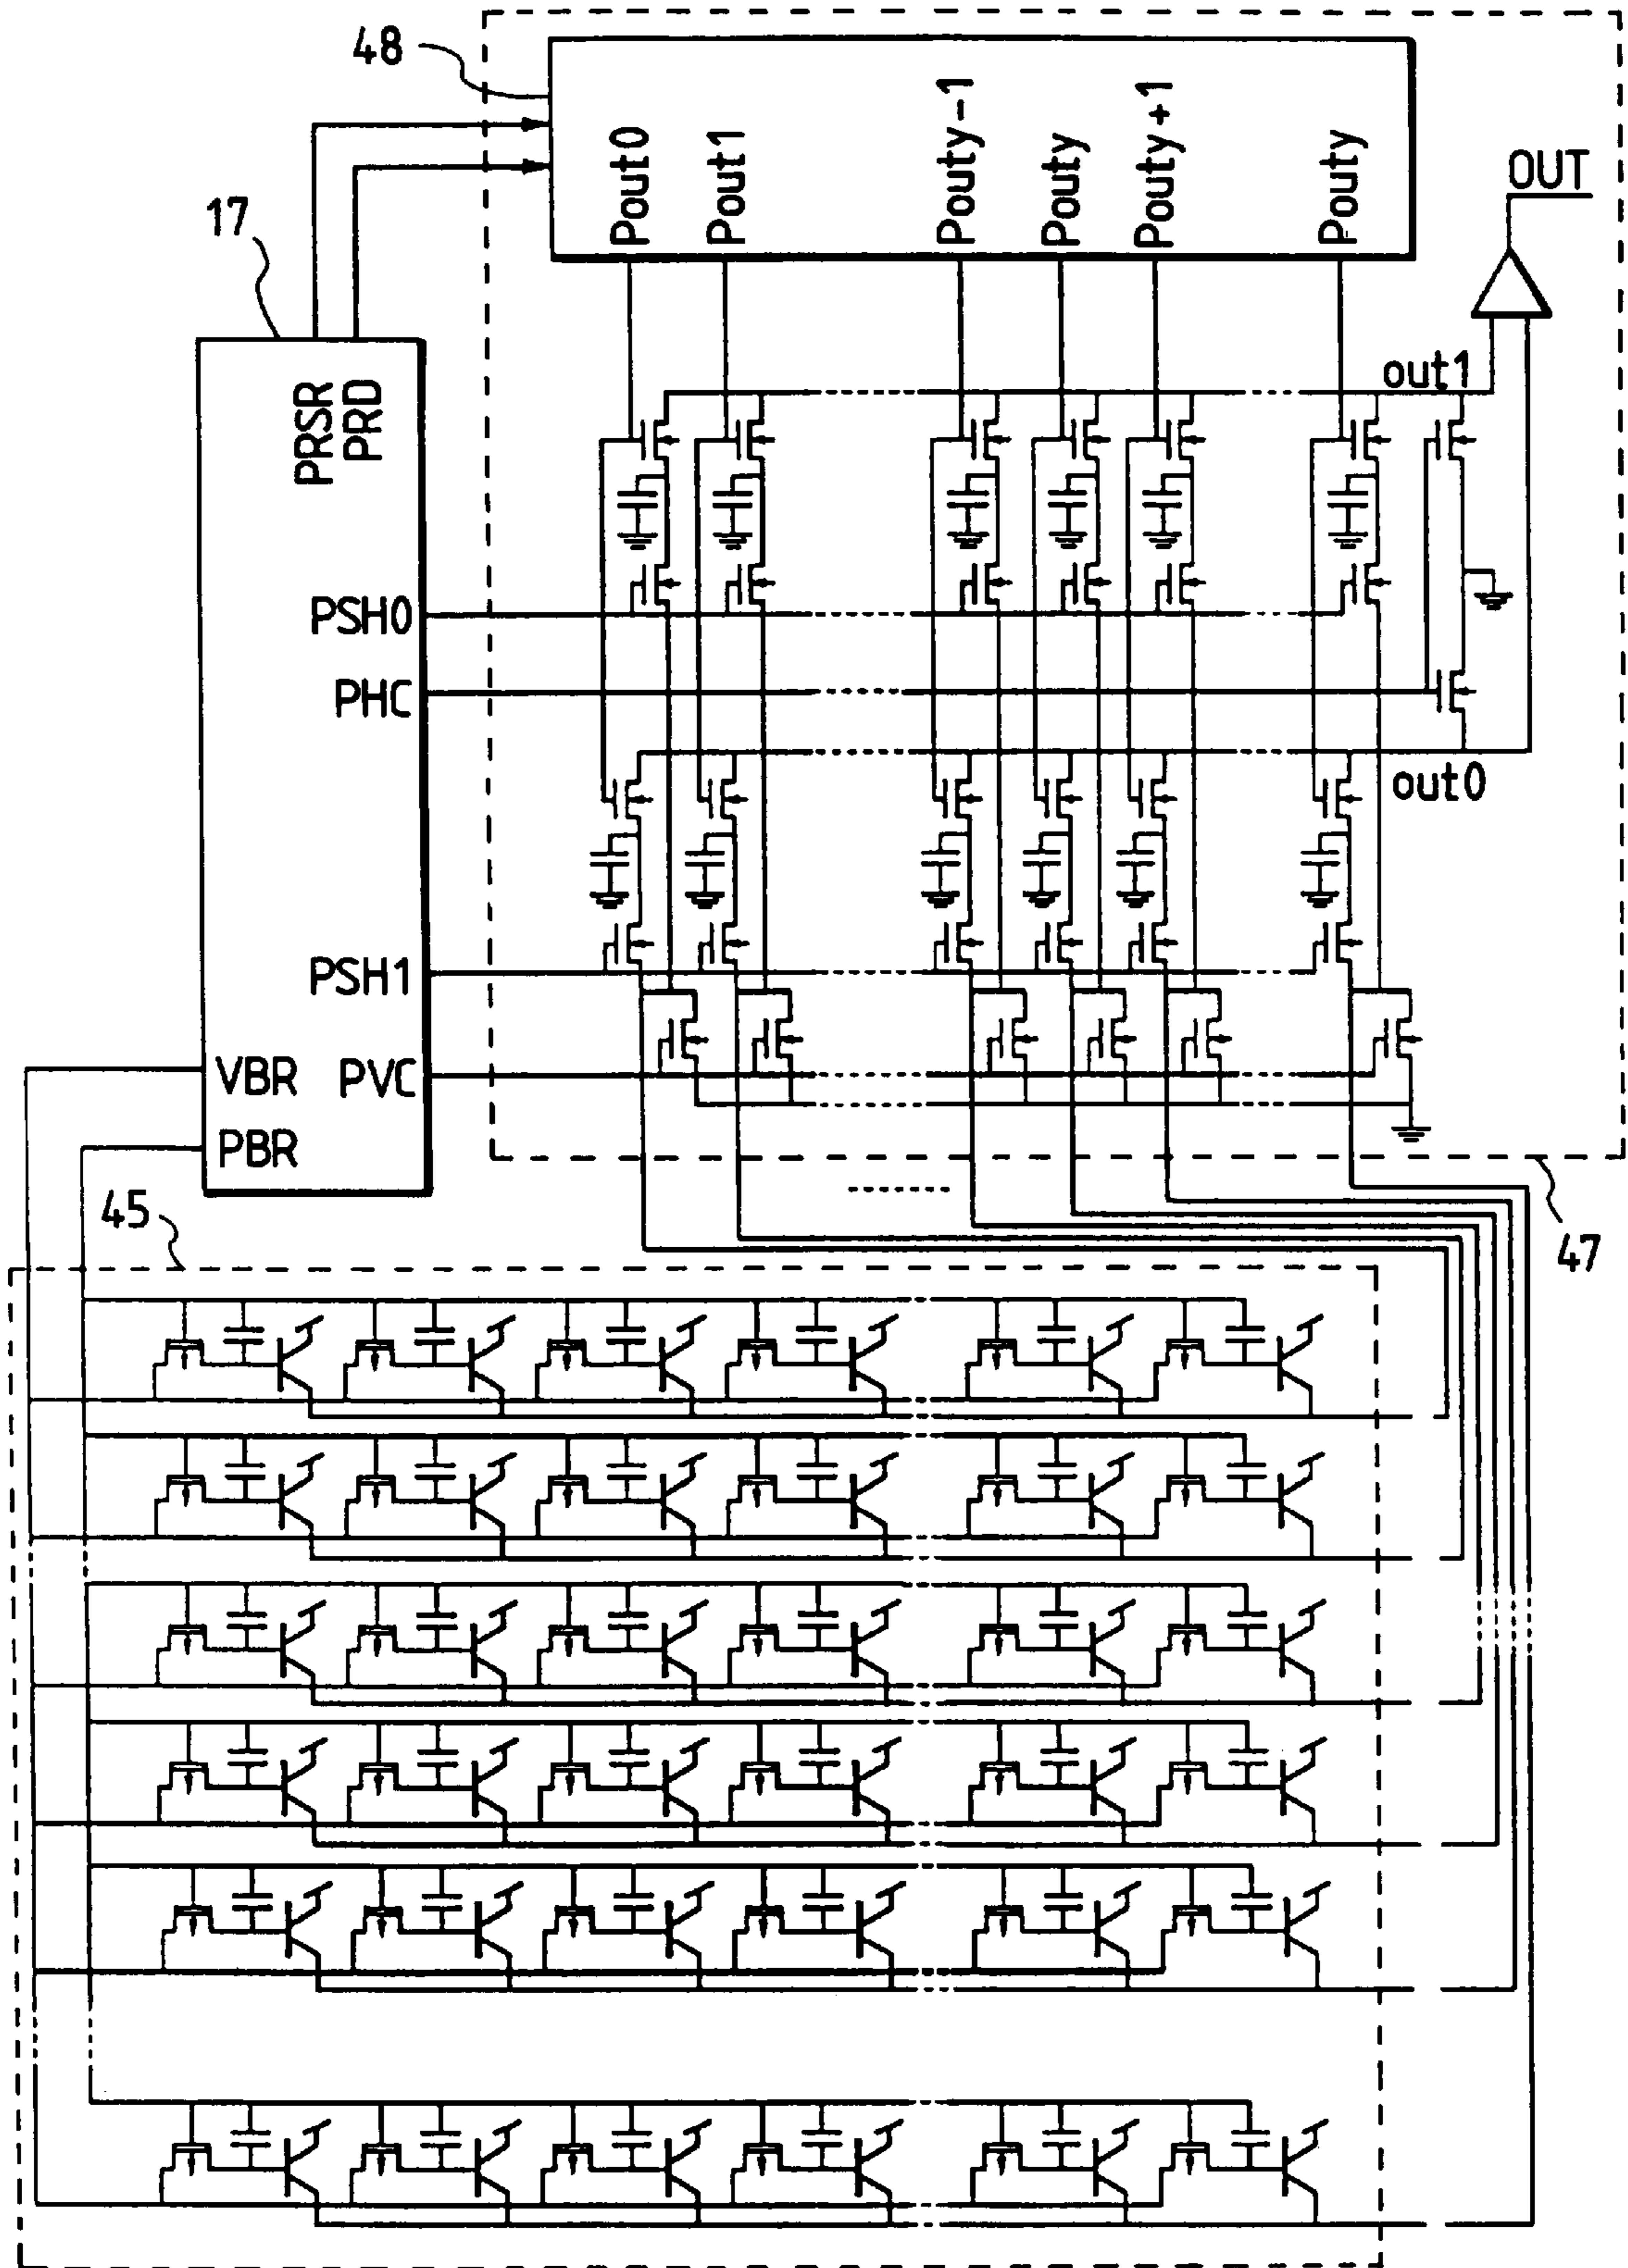 48
Pout0
Pout1
Pouty-1
Pouty
Pouty+1
Pouty
OUT
17
PRSR
PRD
out1
PSH0
PHC
out0
PSH1
VBR
PVC
PBR
45
47